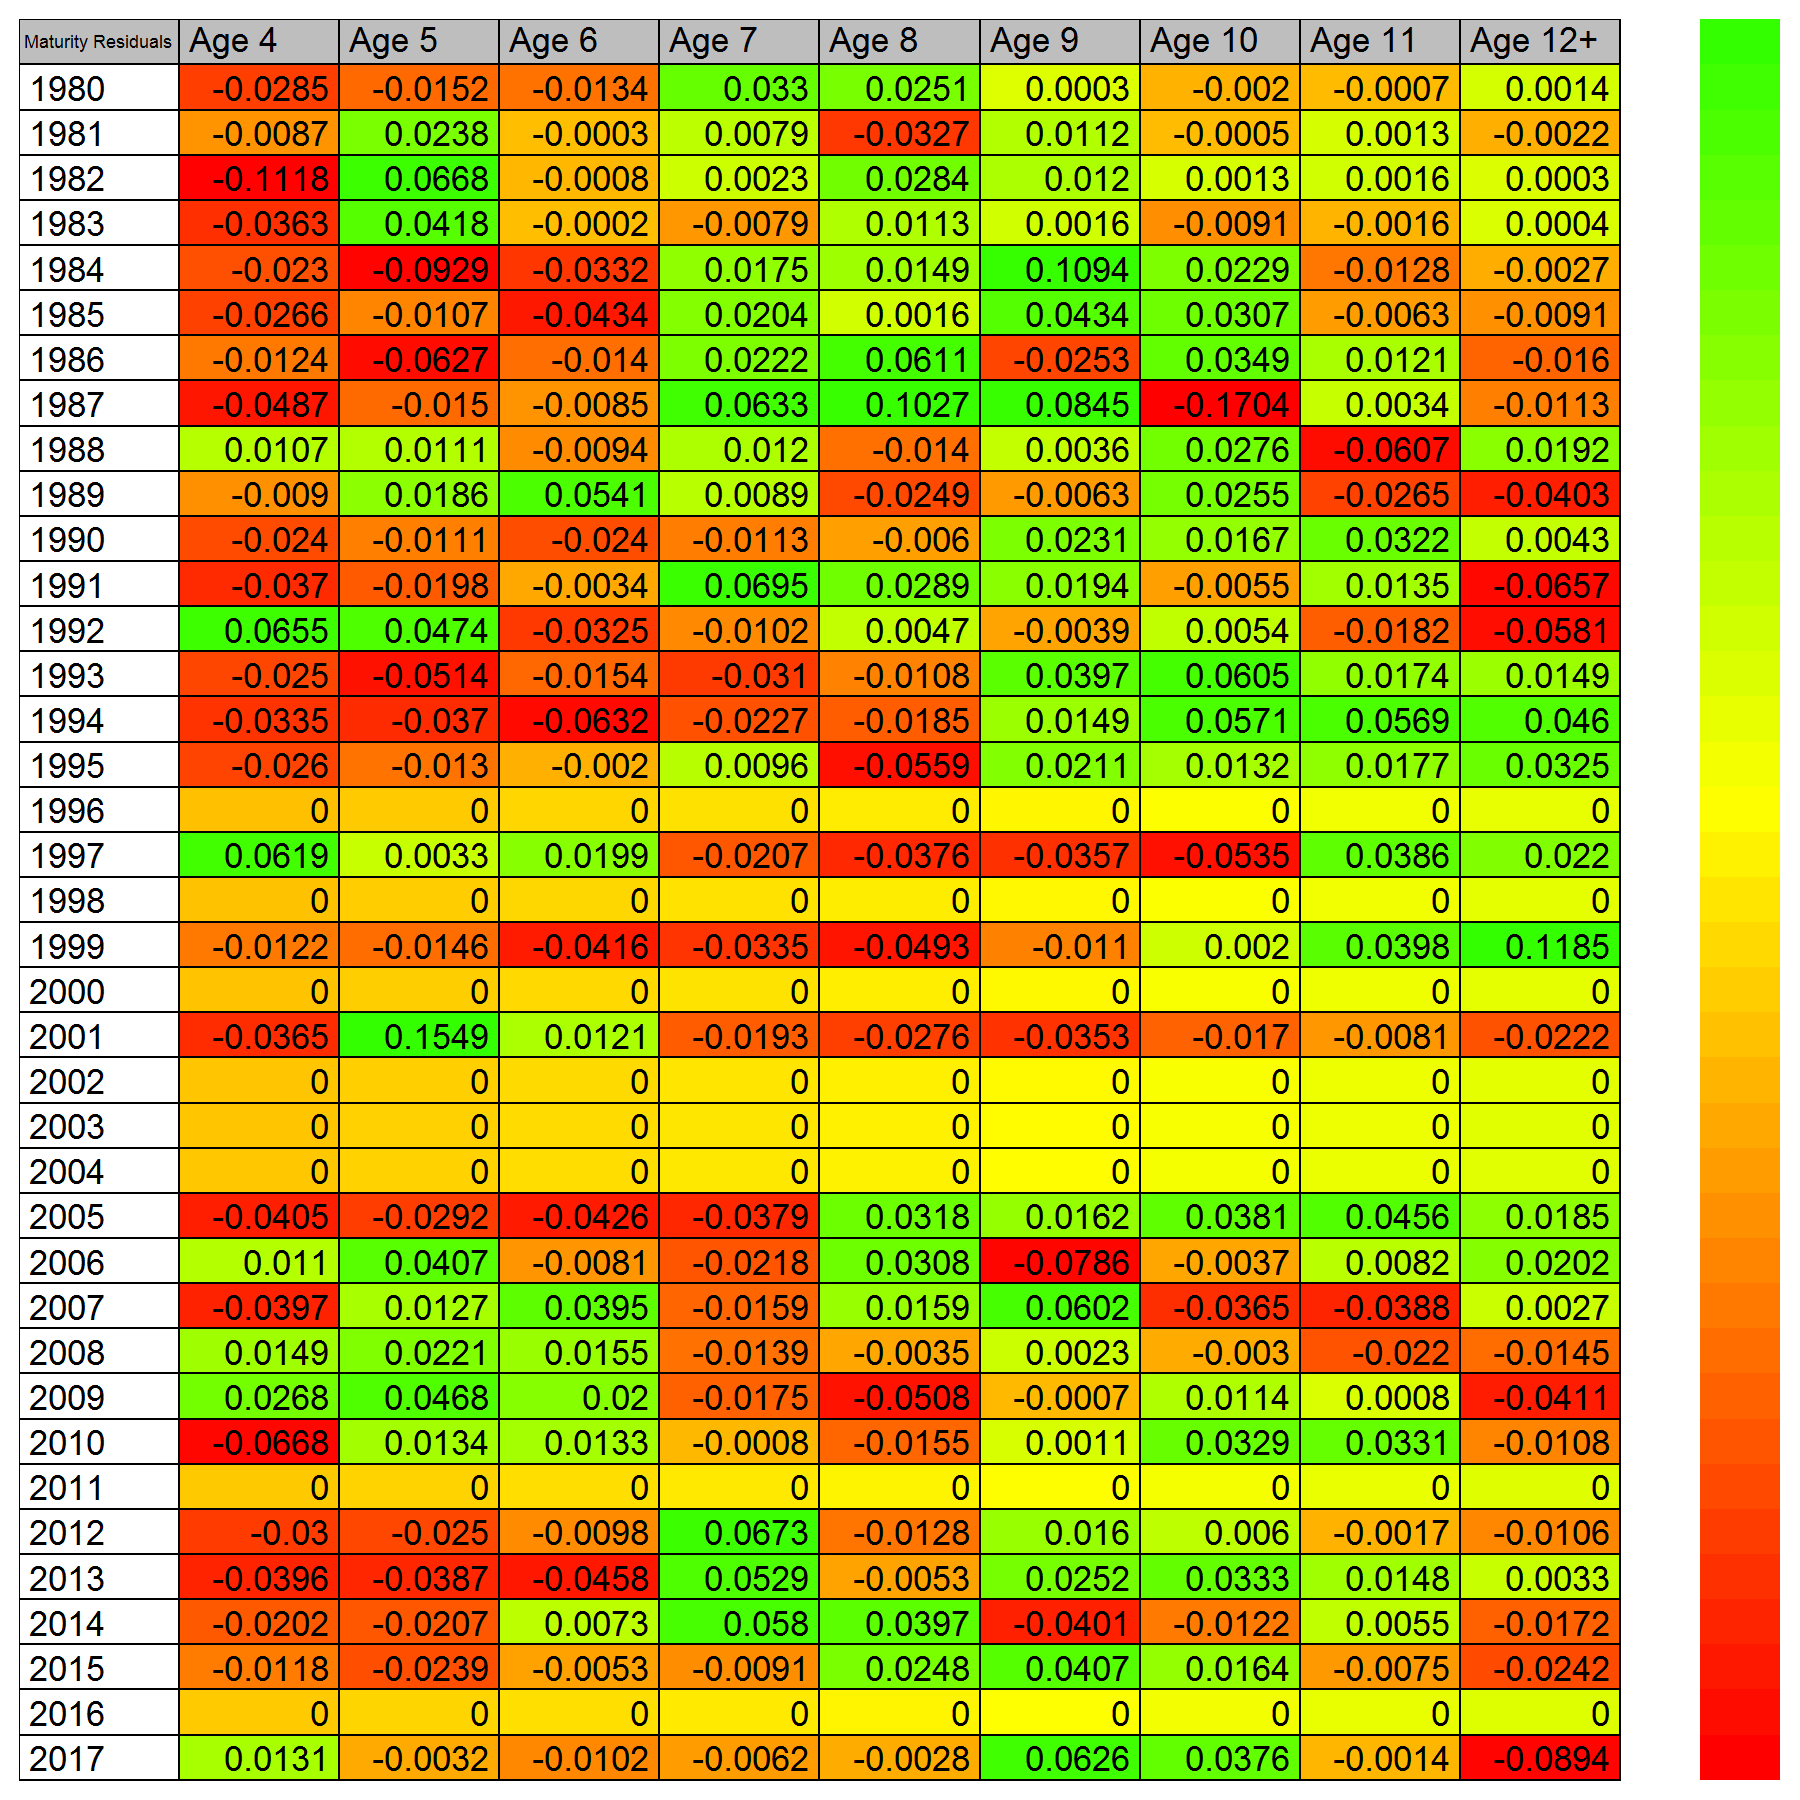 Maturity Residuals Age 4 Age 5 Age 6 Age 7 Age 8 Age 9 Age 10 Age 11 Age 12+
1980 -0.0285 -0.0152 -0.0134 0.033 0.0251 0.0003 -0.002 -0.0007 0.0014
1981 -0.0087 0.0238 -0.0003 0.0079 -0.0327 0.0112 -0.0005 0.0013 -0.0022
1982 -0.1118 0.0668 -0.0008 0.0023 0.0284 0.012 0.0013 0.0016 0.0003
1983 -0.0363 0.0418 -0.0002 -0.0079 0.0113 0.0016 -0.0091 -0.0016 0.0004
1984 -0.023 -0.0929 -0.0332 0.0175 0.0149 0.1094 0.0229 -0.0128 -0.0027
1985 -0.0266 -0.0107 -0.0434 0.0204 0.0016 0.0434 0.0307 -0.0063 -0.0091
1986 -0.0124 -0.0627 -0.014 0.0222 0.0611 -0.0253 0.0349 0.0121 -0.016
1987 -0.0487 -0.015 -0.0085 0.0633 0.1027 0.0845 -0.1704 0.0034 -0.0113
1988 0.0107 0.0111 -0.0094 0.012 -0.014 0.0036 0.0276 -0.0607 0.0192
1989 -0.009 0.0186 0.0541 0.0089 -0.0249 -0.0063 0.0255 -0.0265 -0.0403
1990 -0.024 -0.0111 -0.024 -0.0113 -0.006 0.0231 0.0167 0.0322 0.0043
1991 -0.037 -0.0198 -0.0034 0.0695 0.0289 0.0194 -0.0055 0.0135 -0.0657
1992 0.0655 0.0474 -0.0325 -0.0102 0.0047 -0.0039 0.0054 -0.0182 -0.0581
1993 -0.025 -0.0514 -0.0154 -0.031 -0.0108 0.0397 0.0605 0.0174 0.0149
1994 -0.0335 -0.037 -0.0632 -0.0227 -0.0185 0.0149 0.0571 0.0569 0.046
1995 -0.026 -0.013 -0.002 0.0096 -0.0559 0.0211 0.0132 0.0177 0.0325
1996 0 0 0 0 0 0 0 0 0
1997 0.0619 0.0033 0.0199 -0.0207 -0.0376 -0.0357 -0.0535 0.0386 0.022
1998 0 0 0 0 0 0 0 0 0
1999 -0.0122 -0.0146 -0.0416 -0.0335 -0.0493 -0.011 0.002 0.0398 0.1185
2000 0 0 0 0 0 0 0 0 0
2001 -0.0365 0.1549 0.0121 -0.0193 -0.0276 -0.0353 -0.017 -0.0081 -0.0222
2002 0 0 0 0 0 0 0 0 0
2003 0 0 0 0 0 0 0 0 0
2004 0 0 0 0 0 0 0 0 0
2005 -0.0405 -0.0292 -0.0426 -0.0379 0.0318 0.0162 0.0381 0.0456 0.0185
2006 0.011 0.0407 -0.0081 -0.0218 0.0308 -0.0786 -0.0037 0.0082 0.0202
2007 -0.0397 0.0127 0.0395 -0.0159 0.0159 0.0602 -0.0365 -0.0388 0.0027
2008 0.0149 0.0221 0.0155 -0.0139 -0.0035 0.0023 -0.003 -0.022 -0.0145
2009 0.0268 0.0468 0.02 -0.0175 -0.0508 -0.0007 0.0114 0.0008 -0.0411
2010 -0.0668 0.0134 0.0133 -0.0008 -0.0155 0.0011 0.0329 0.0331 -0.0108
2011 0 0 0 0 0 0 0 0 0
2012 -0.03 -0.025 -0.0098 0.0673 -0.0128 0.016 0.006 -0.0017 -0.0106
2013 -0.0396 -0.0387 -0.0458 0.0529 -0.0053 0.0252 0.0333 0.0148 0.0033
2014 -0.0202 -0.0207 0.0073 0.058 0.0397 -0.0401 -0.0122 0.0055 -0.0172
2015 -0.0118 -0.0239 -0.0053 -0.0091 0.0248 0.0407 0.0164 -0.0075 -0.0242
2016 0 0 0 0 0 0 0 0 0
2017 0.0131 -0.0032 -0.0102 -0.0062 -0.0028 0.0626 0.0376 -0.0014 -0.0894